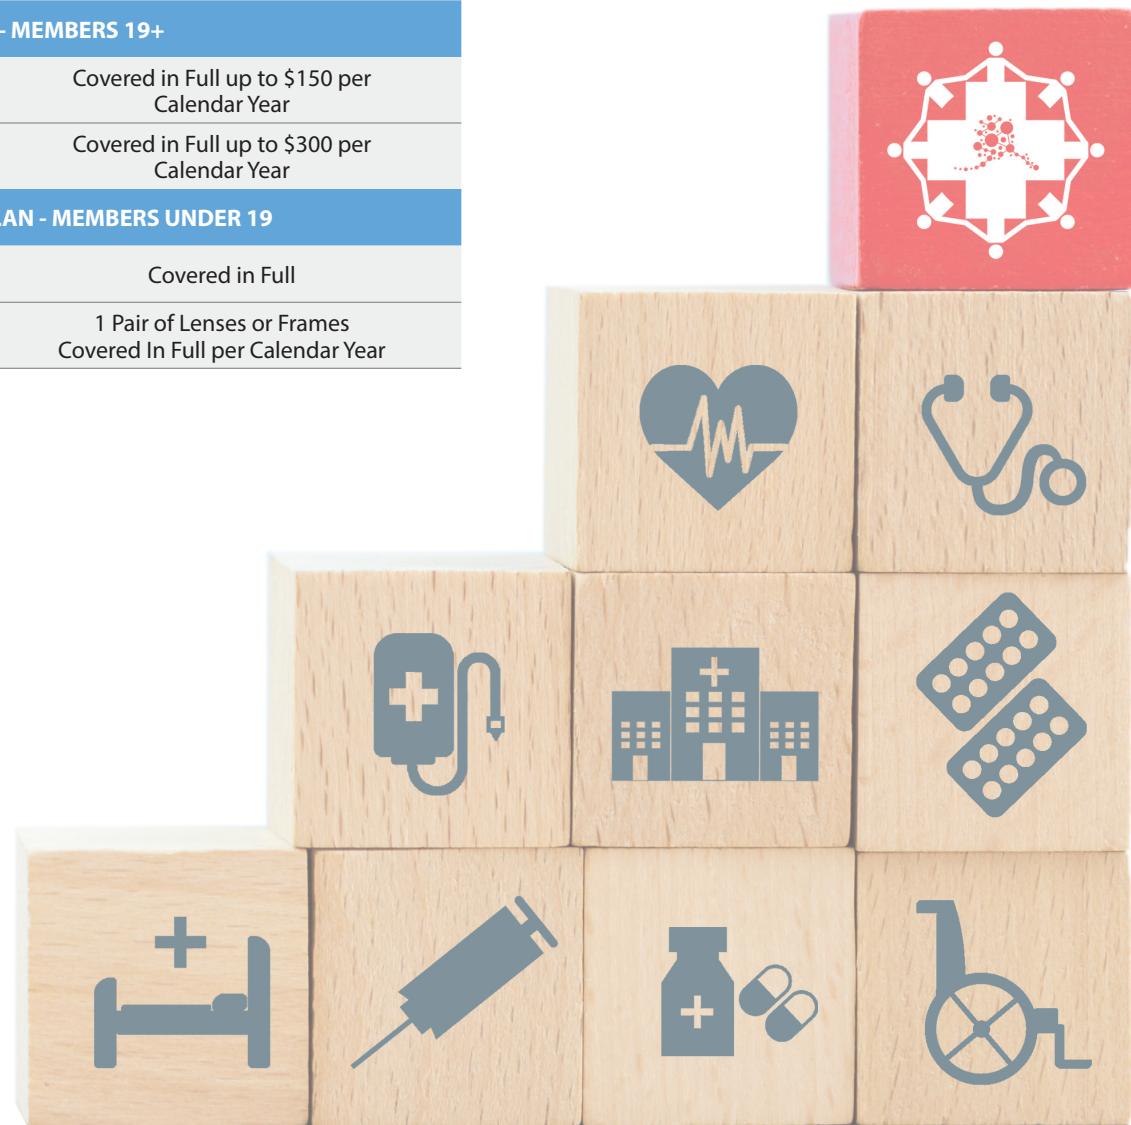 - MEMBERS 19+
Covered in Full up to $150 per
Calendar Year
Covered in Full up to $300 per
Calendar Year
- MEMBERS UNDER 19
Covered in Full
1 Pair of Lenses or Frames
Covered In Full per Calendar Year